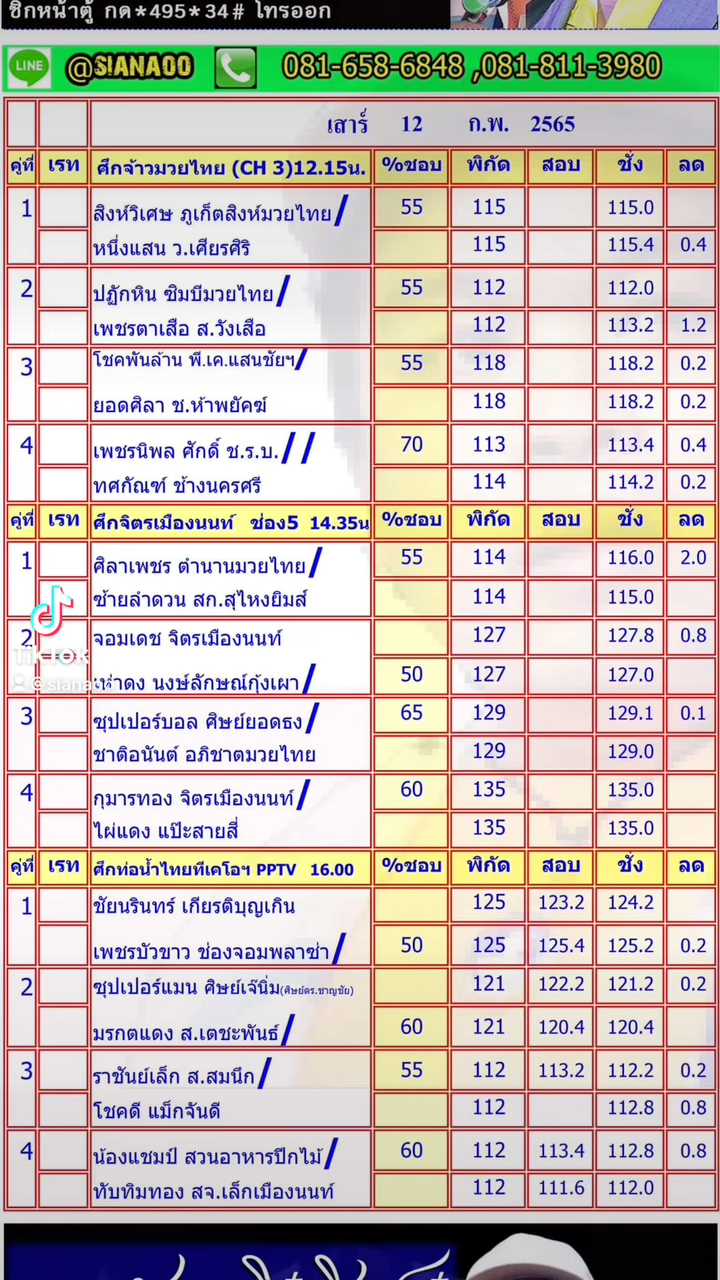 ซิกหน้าตู้ กด*495*34# โทรออก
LINE @SIANAOO 081-658-6848 ,081-811-3980
เสาร์ 12 ก.พ. 2565
คู่ที่ เรท ศึกจ้าวมวยไทย (CH 3)12.15น. %ชอบ พิกัด สอบ ชั่ง ลด
1 สิงห์วิเศษ ภูเก็ตสิงห์มวยไทย/ 55 115 115.0
หนึ่งแสน ว.เศียรศิริ 115 115.4 0.4
2 ปฏักหิน ซิมบีมวยไทย/ 55 112 112.0
เพชรตาเสือ ส.วังเสือ 112 113.2 1.2
3 โชคพันล้าน พี.เค.แสนชัยฯ/ 55 118 118.2 0.2
ยอดศิลา ช.ห้าพยัคฆ์ 118 118.2 0.2
4 เพชรนิพล ศักดิ์ ช.ร.บ.// 70 113 113.4 0.4
ทศกัณฑ์ ช้างนครศรี 114 114.2 0.2
คู่ที่ เรท ศึกจิตรเมืองนนท์ ช่อง5 14.35น %ชอบ พิกัด สอบ ชั่ง ลด
1 ศิลาเพชร ตำนานมวยไทย/ 55 114 116.0 2.0
ซ้ายลำดวน สก.สุไหงยิมส์ 114 115.0
2 จอมเดช จิตรเมืองนนท์ 127 127.8 0.8
TikTok
นงษ์ลักษณ์กุ้งเผา/ 50 127 127.0
3 ซุปเปอร์บอล ศิษย์ยอดธง/ 65 129 129.1 0.1
ชาติอนันต์ อภิชาตมวยไทย 129 129.0
4 กุมารทอง จิตรเมืองนนท์/ 60 135 135.0
ไผ่แดง แป๊ะสายสี่ 135 135.0
คู่ที่ เรท ศึกท่อน้ำไทยทีเคโอฯ PPTV 16.00 %ชอบ พิกัด สอบ ชั่ง ลด
1 ชัยนรินทร์ เกียรติบุญเกิน 125 123.2 124.2
เพชรบัวขาว ช่องจอมพลาซ่า/ 50 125 125.4 125.2 0.2
2 ซุปเปอร์แมน ศิษย์เจ๊นิ่ม(ศิษย์ดร.ชาญชัย) 121 122.2 121.2 0.2
มรกตแดง ส.เตชะพันธ์/ 60 121 120.4 120.4
3 ราชันย์เล็ก ส.สมนึก/ 55 112 113.2 112.2 0.2
โชคดี แม็กจันดี 112 112.8 0.8
4 น้องแชมป์ สวนอาหารปีกไม้/ 60 112 113.4 112.8 0.8
ทับทิมทอง สจ.เล็กเมืองนนท์ 112 111.6 112.0